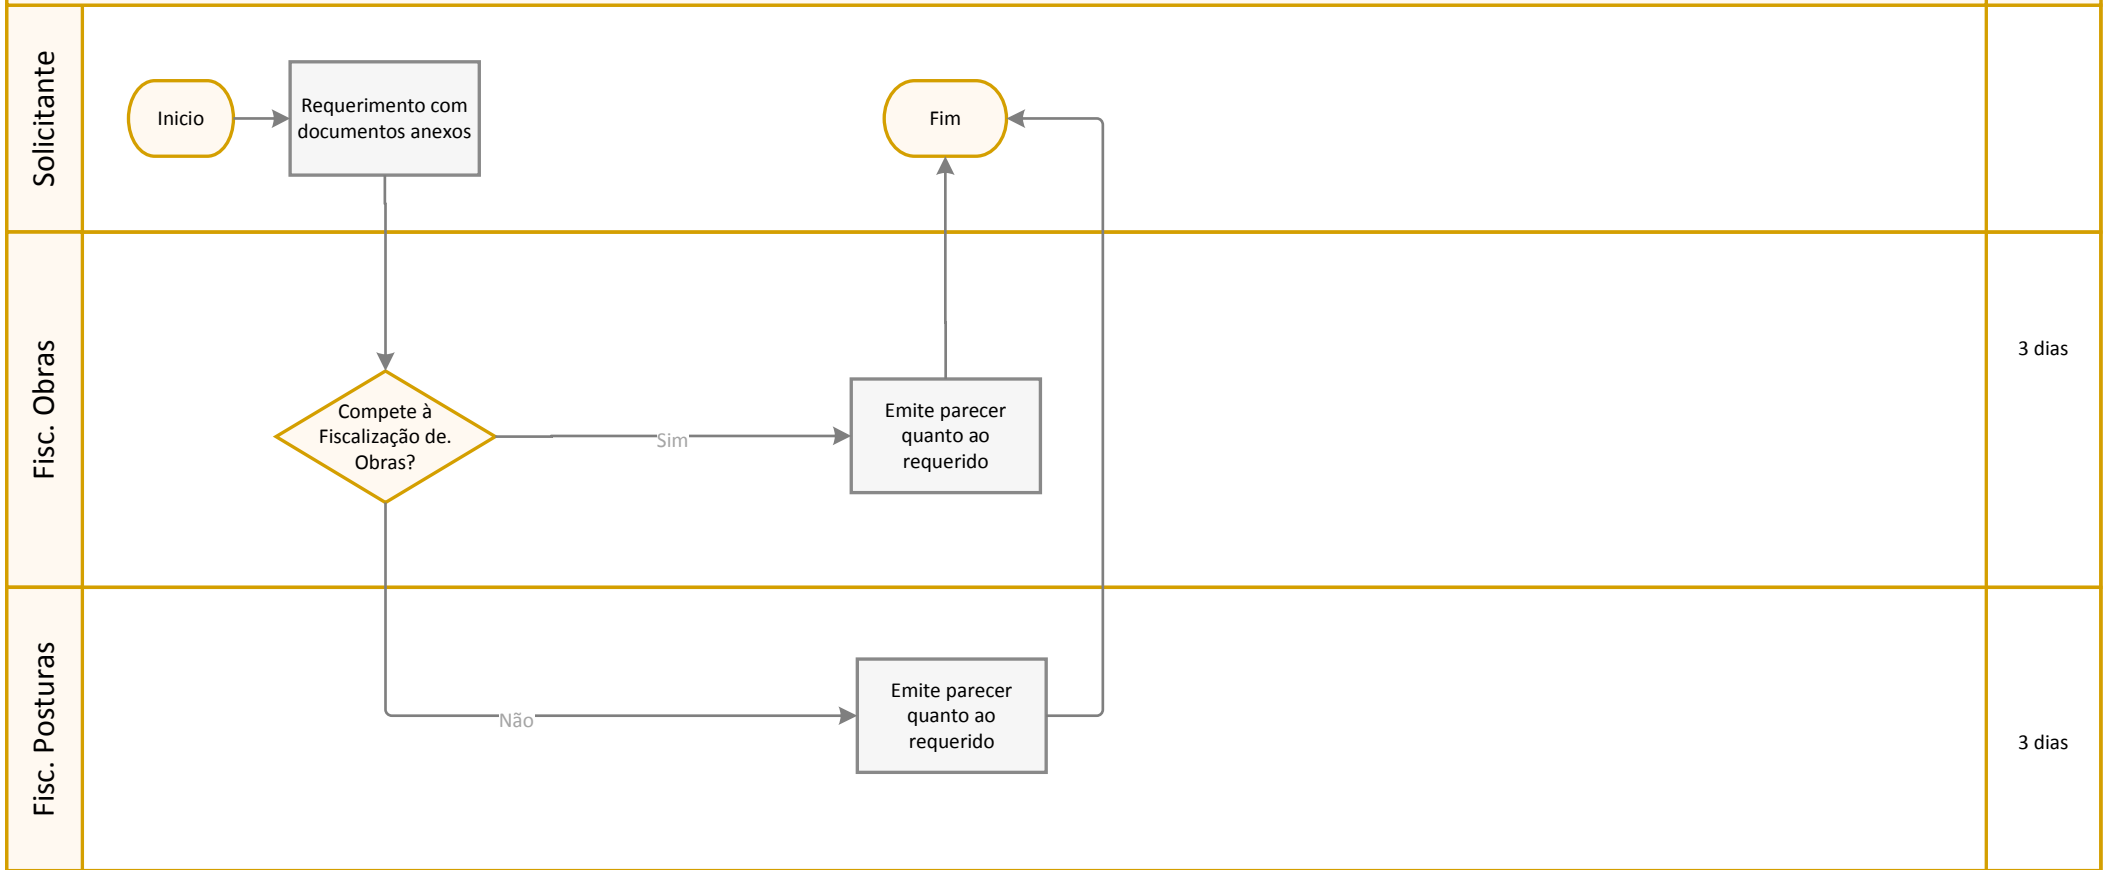 Solicitante
Inicio
Requerimento com
documentos anexos
Fim
Fisc. Obras
Compete à
Fiscalização de.
Obras?
Sim
Emite parecer
quanto ao
requerido
3 dias
Fisc. Posturas
Não
Emite parecer
quanto ao
requerido
3 dias